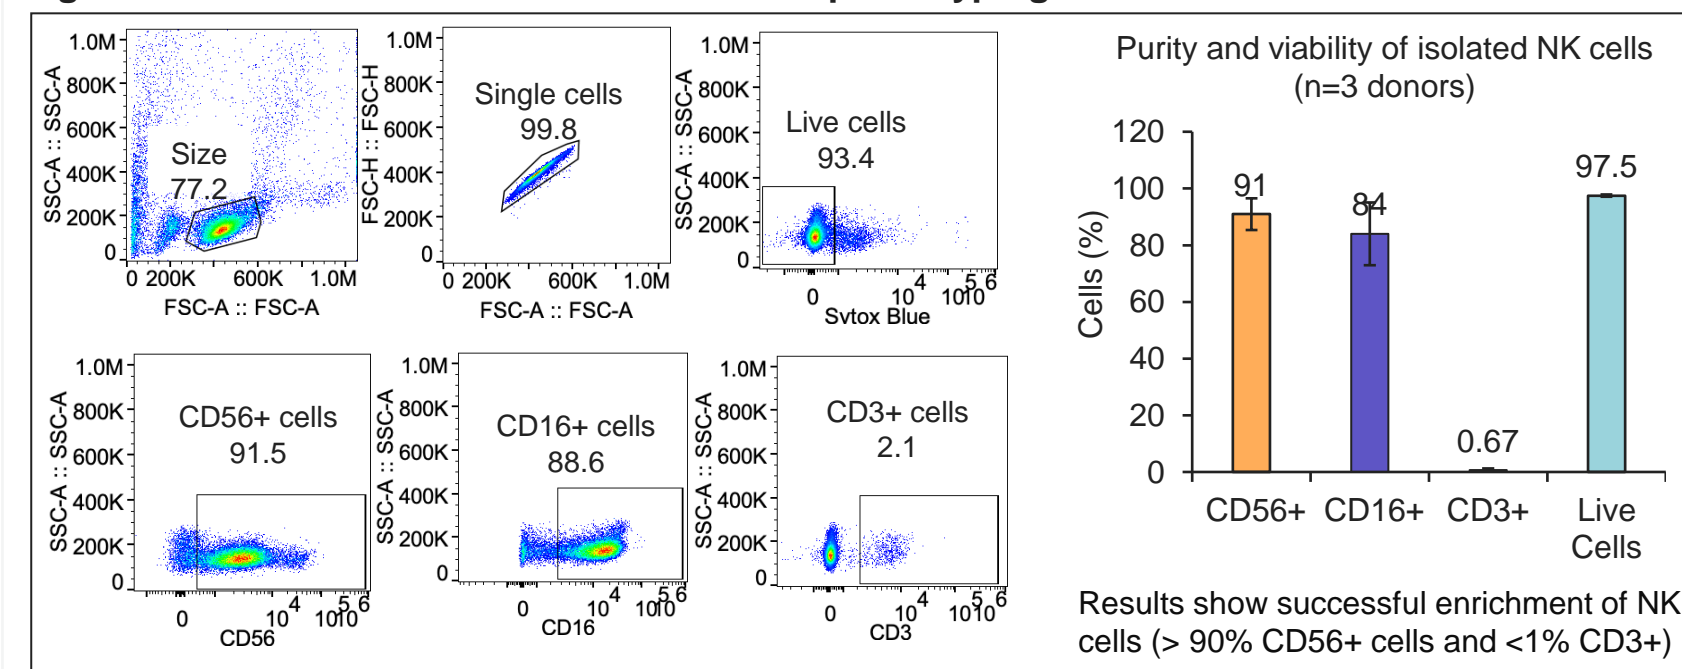 1.0M
800K
600K
400K
200K
0
SSC-A :: SSC-A
Size
77.2
0 200K 600K 1.0M
FSC-A :: FSC-A
1.0M
800K
600K
400K
200K
0
FSC-H :: FSC-H
Single cells
99.8
0 200K 600K 1.0M
FSC-A :: FSC-A
1.0M
800K
600K
400K
200K
0
SSC-A :: SSC-A
Live cells
93.4
0 10^4 10^5 10^6
Svtox Blue
1.0M
800K
600K
400K
200K
0
SSC-A :: SSC-A
CD56+ cells
91.5
0 10^4 10^5 10^6
CD56
1.0M
800K
600K
400K
200K
0
SSC-A :: SSC-A
CD16+ cells
88.6
0 10^4 10^5 10^6
CD16
1.0M
800K
600K
400K
200K
0
SSC-A :: SSC-A
CD3+ cells
2.1
0 10^4 10^5 10^6
CD3
Purity and viability of isolated NK cells
(n=3 donors)
120
100
80
60
40
20
0
Cells (%)
91
84
0.67
97.5
CD56+ CD16+ CD3+ Live
Cells
Results show successful enrichment of NK
cells (> 90% CD56+ cells and <1% CD3+)